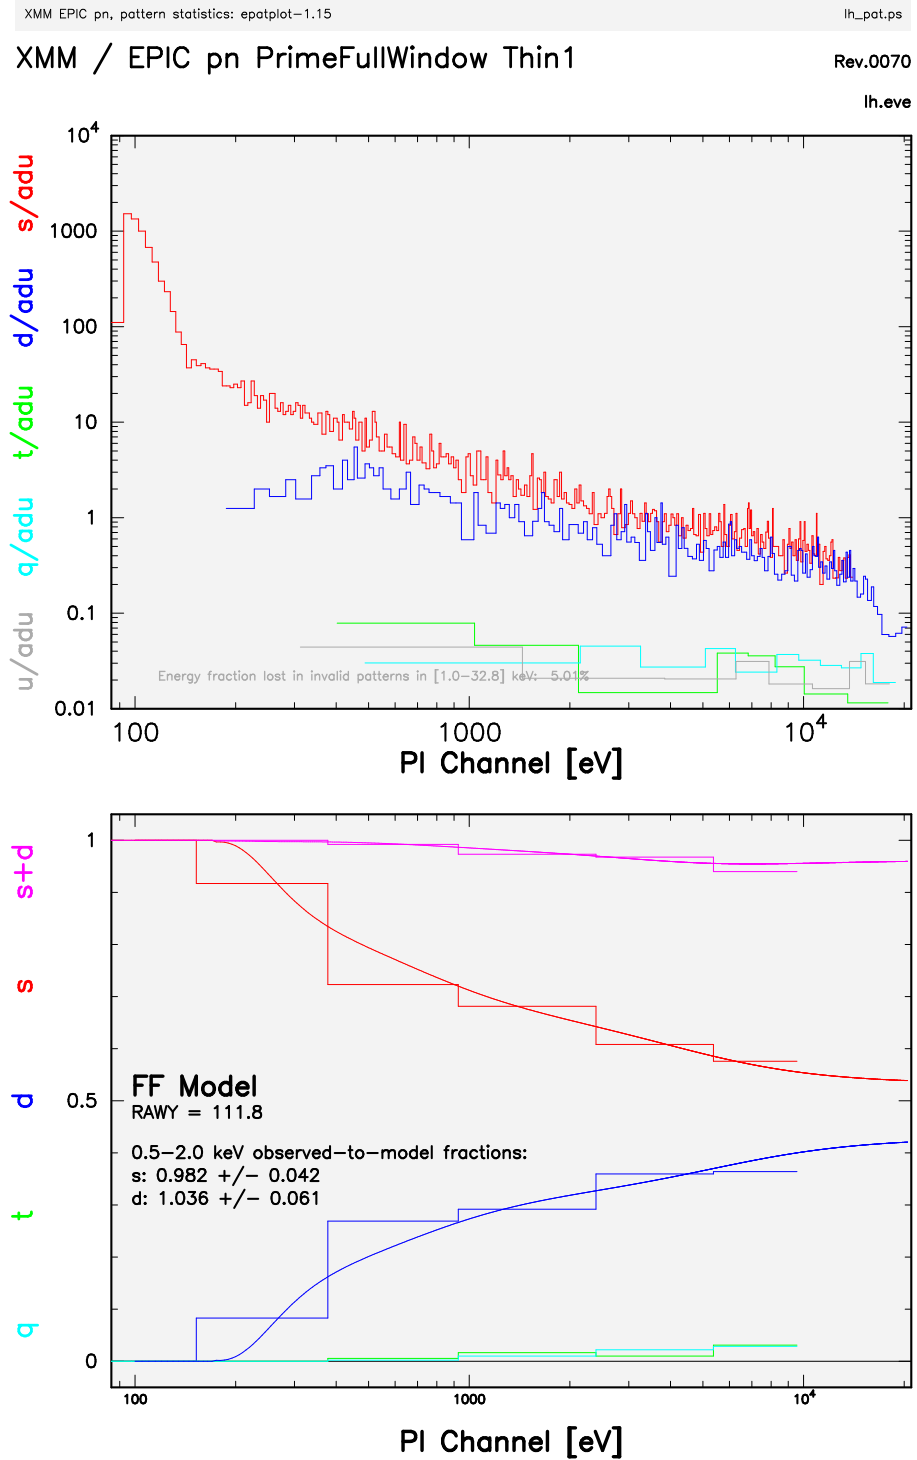 XMM EPIC pn, pattern statistics: epatplot-1.15
lh_pat.ps
XMM / EPIC pn PrimeFullWindow Thin1
Rev.0070
lh.eve
s/adu
d/adu
t/adu
q/adu
u/adu
10^4
1000
100
10
1
0.1
0.01
Energy fraction lost in invalid patterns in [1.0-32.8] keV: 5.01%
100
1000
10^4
PI Channel [eV]
s+d
s
d
t
q
1
0.5
0
FF Model
RAWY = 111.8
0.5-2.0 keV observed-to-model fractions:
s: 0.982 +/- 0.042
d: 1.036 +/- 0.061
100
1000
10^4
PI Channel [eV]